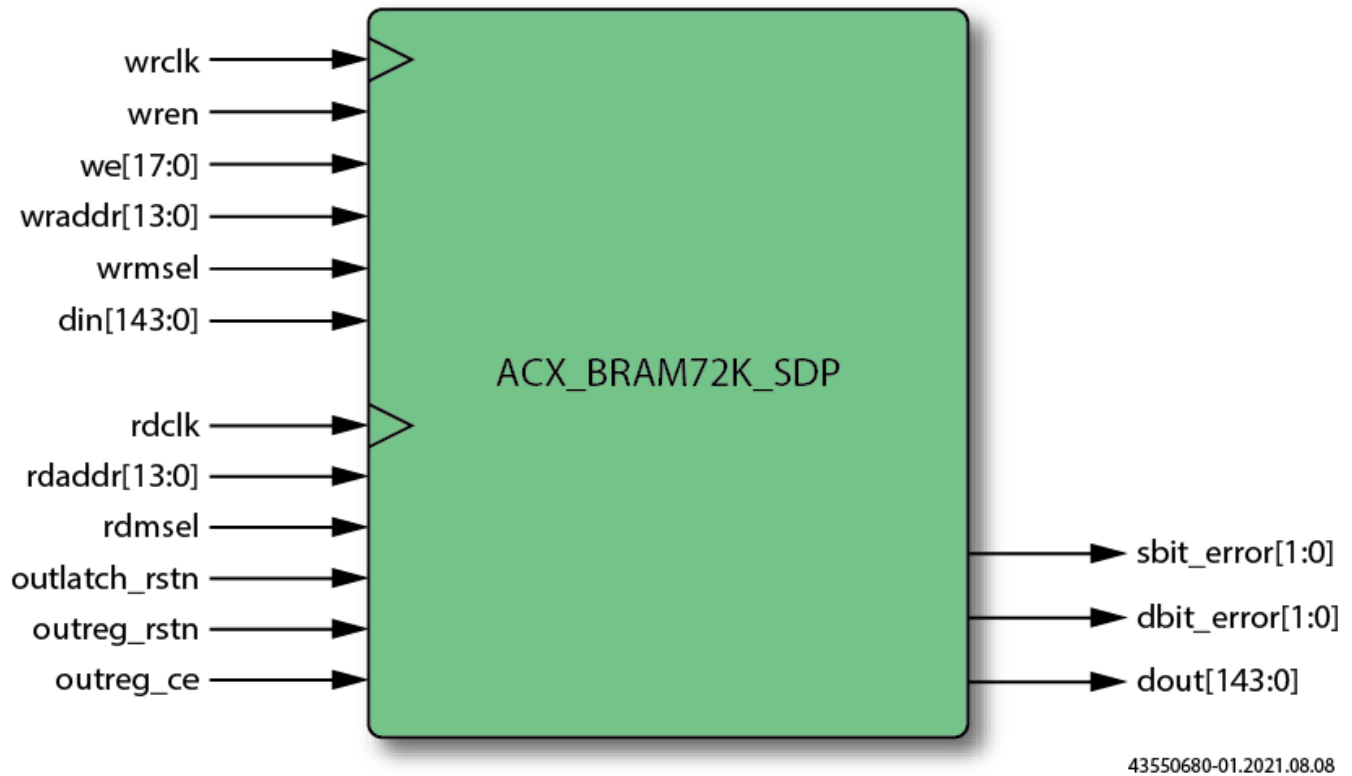 wrclk
wren
we[17:0]
wraddr[13:0]
wrmsel
din[143:0]
ACX_BRAM72K_SDP
rdclk
rdaddr[13:0]
rdmsel
outlatch_rstn
outreg_rstn
outreg_ce
sbit_error[1:0]
dbit_error[1:0]
dout[143:0]
43550680-01.2021.08.08